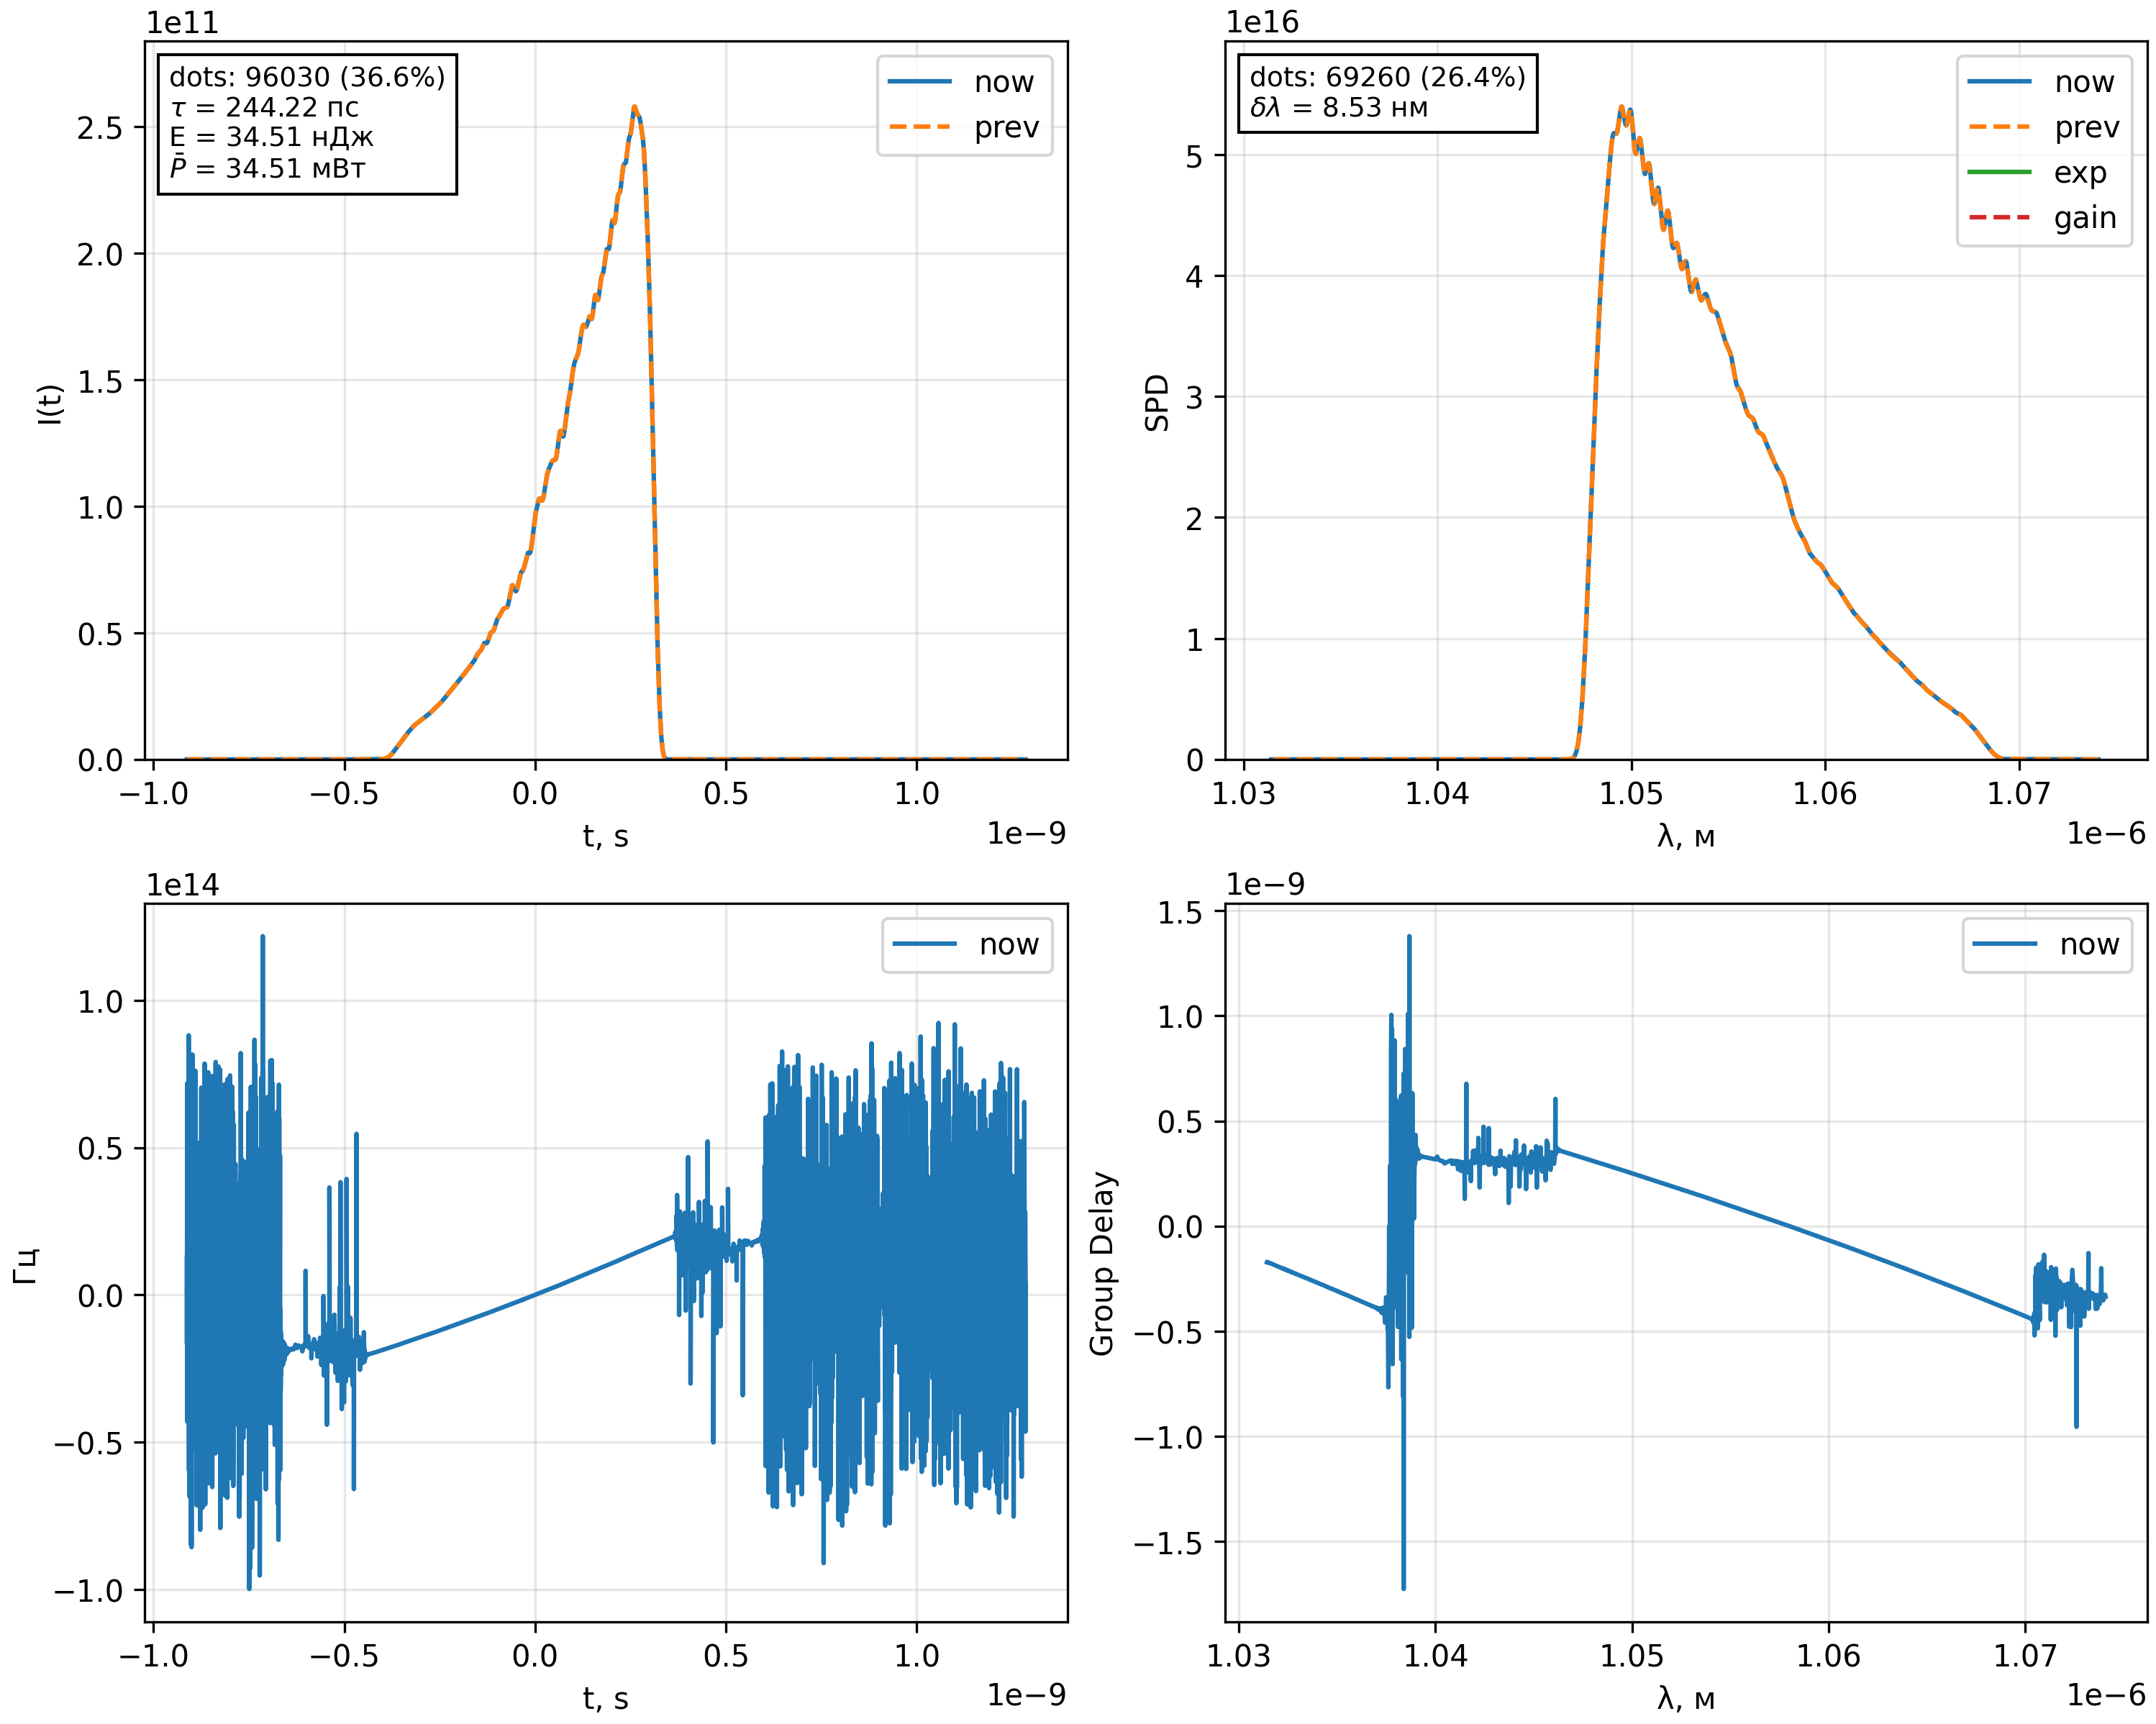 1e11
dots: 96030 (36.6%)
τ = 244.22 пс
E = 34.51 нДж
P̄ = 34.51 мВт
now
prev
I(t)
2.5
2.0
1.5
1.0
0.5
0.0
−1.0 −0.5 0.0 0.5 1.0
t, s
1e−9
1e16
dots: 69260 (26.4%)
δλ = 8.53 нм
now
prev
exp
gain
SPD
5
4
3
2
1
0
1.03 1.04 1.05 1.06 1.07
λ, м
1e−6
1e14
now
Гц
1.0
0.5
0.0
−0.5
−1.0
−1.0 −0.5 0.0 0.5 1.0
t, s
1e−9
1e−9
now
Group Delay
1.5
1.0
0.5
0.0
−0.5
−1.0
−1.5
1.03 1.04 1.05 1.06 1.07
λ, м
1e−6